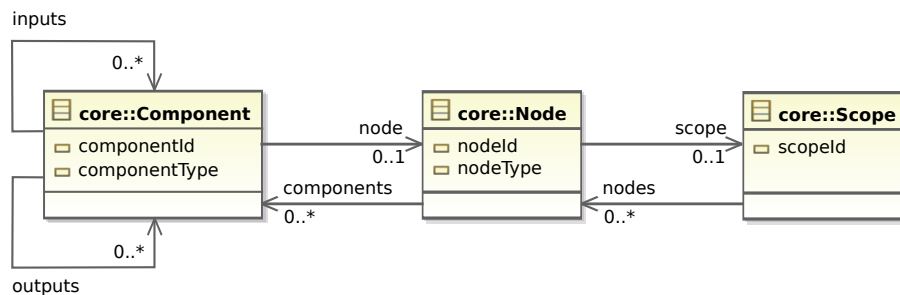 inputs
0..*
core::Component
componentId
componentType
0..*
outputs
node
0..1
components
0..*
core::Node
nodeId
nodeType
scope
0..1
nodes
0..*
core::Scope
scopeId